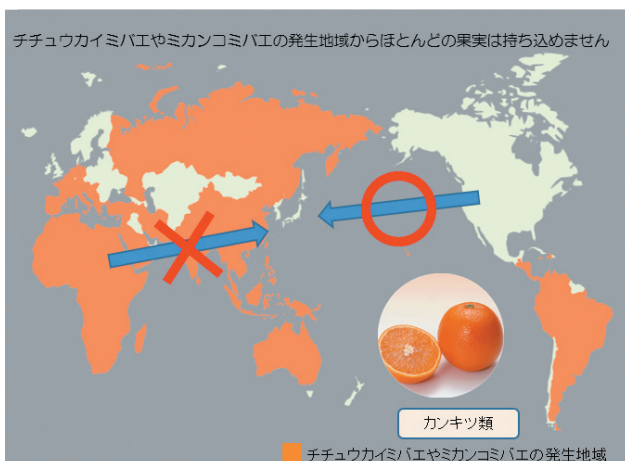 チチュウカイミバエやミカンコミバエの発生地域からほとんどの果実は持ち込めません
カンキツ類
チチュウカイミバエやミカンコミバエの発生地域